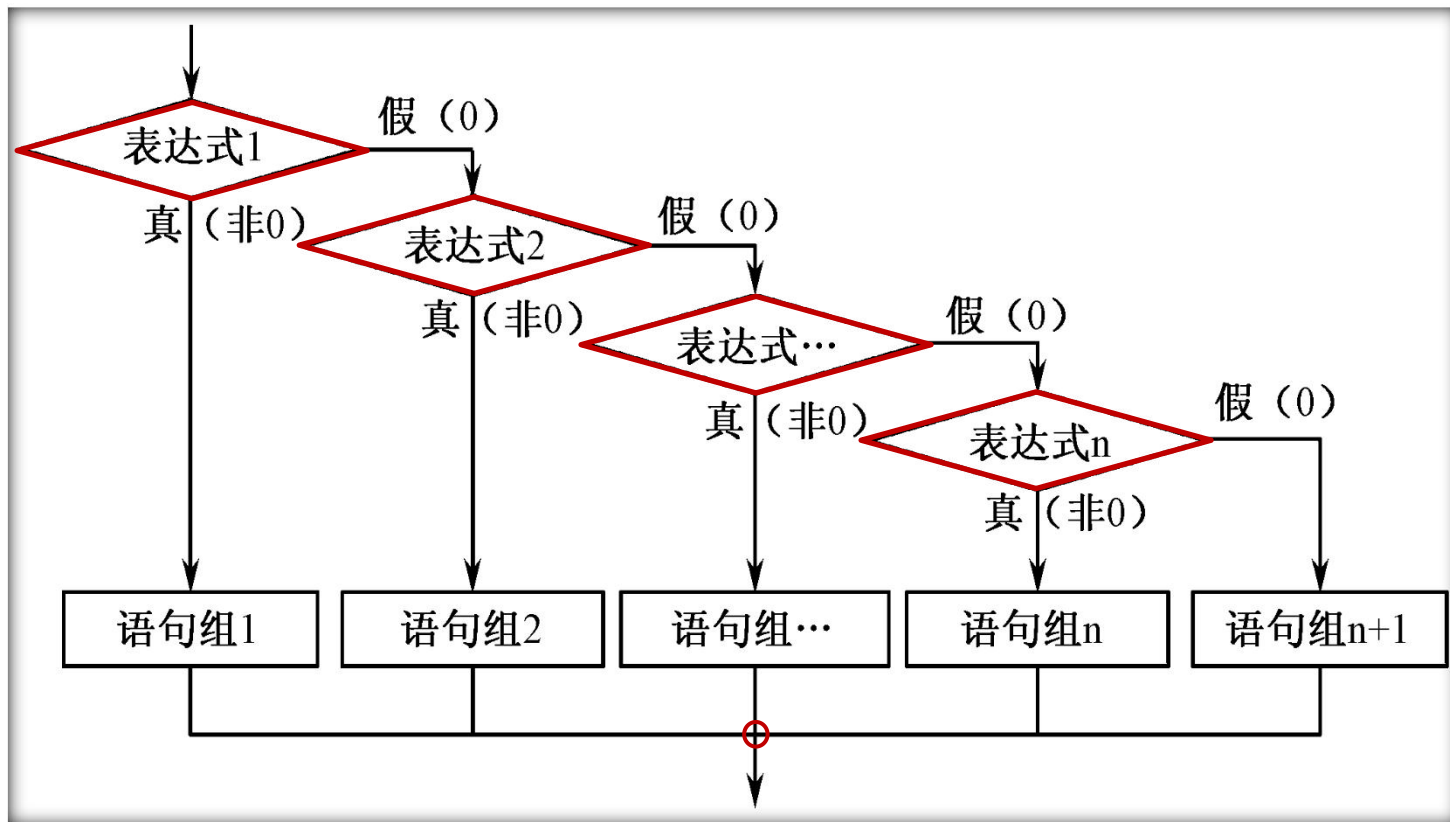 假（0）
表达式1
真（非0）
假（0）
表达式2
真（非0）
假（0）
表达式…
真（非0）
假（0）
表达式n
真（非0）
语句组1
语句组2
语句组…
语句组n
语句组n+1